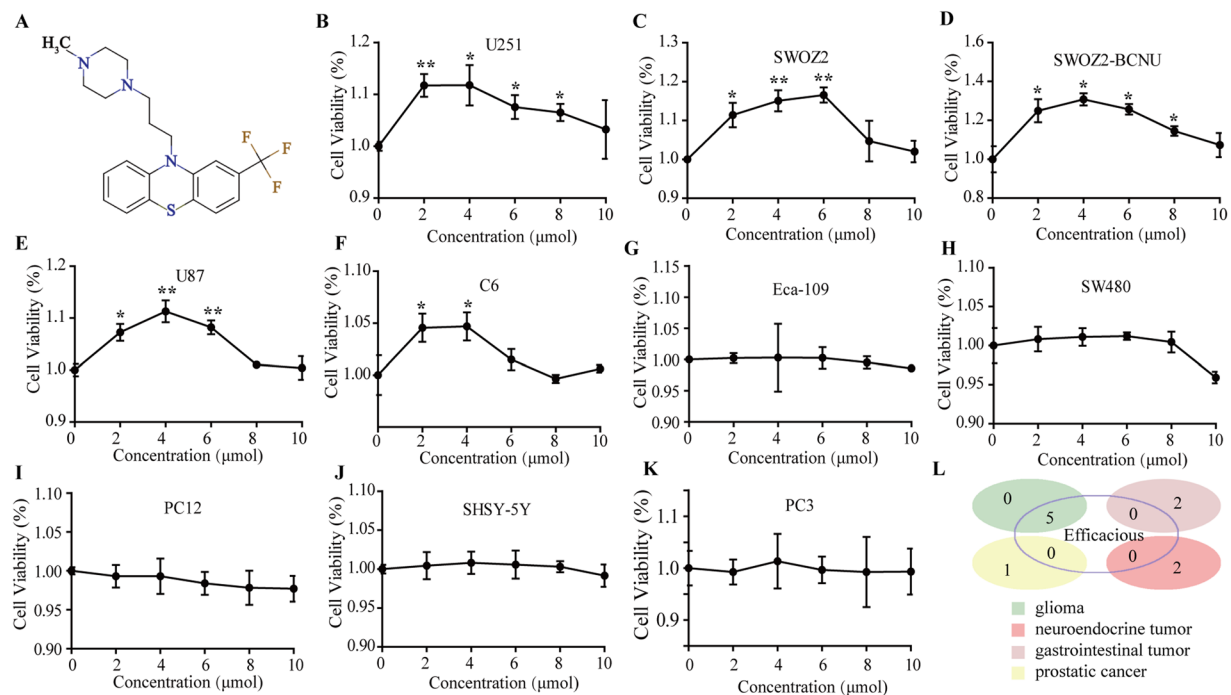 A
H₃C
N
N
N
S
F
F
F
B
U251
Cell Viability (%)
1.2
1.1
1.0
0.9
** * * *
0 2 4 6 8 10
Concentration (μmol)
C
SWOZ2
Cell Viability (%)
1.3
1.2
1.1
1.0
0.9
* ** **
0 2 4 6 8 10
Concentration (μmol)
D
SWOZ2-BCNU
Cell Viability (%)
1.6
1.4
1.2
1.0
0.8
* * * *
0 2 4 6 8 10
Concentration (μmol)
E
U87
Cell Viability (%)
1.2
1.1
1.0
0.9
* ** **
0 2 4 6 8 10
Concentration (μmol)
F
C6
Cell Viability (%)
1.10
1.05
1.00
* *
0 2 4 6 8 10
Concentration (μmol)
G
Eca-109
Cell Viability (%)
1.15
1.10
1.05
1.00
0.95
0.90
0 2 4 6 8 10
Concentration (μmol)
H
SW480
Cell Viability (%)
1.10
1.05
1.00
0.95
0.90
0 2 4 6 8 10
Concentration (μmol)
I
PC12
Cell Viability (%)
1.10
1.05
1.00
0.95
0.90
0 2 4 6 8 10
Concentration (μmol)
J
SHSY-5Y
Cell Viability (%)
1.10
1.05
1.00
0.95
0.90
0 2 4 6 8 10
Concentration (μmol)
K
PC3
Cell Viability (%)
1.15
1.1
1.0
0.9
0 2 4 6 8 10
Concentration (μmol)
L
0 5 0 2
Efficacious
1 0 0 2
glioma
neuroendocrine tumor
gastrointestinal tumor
prostatic cancer